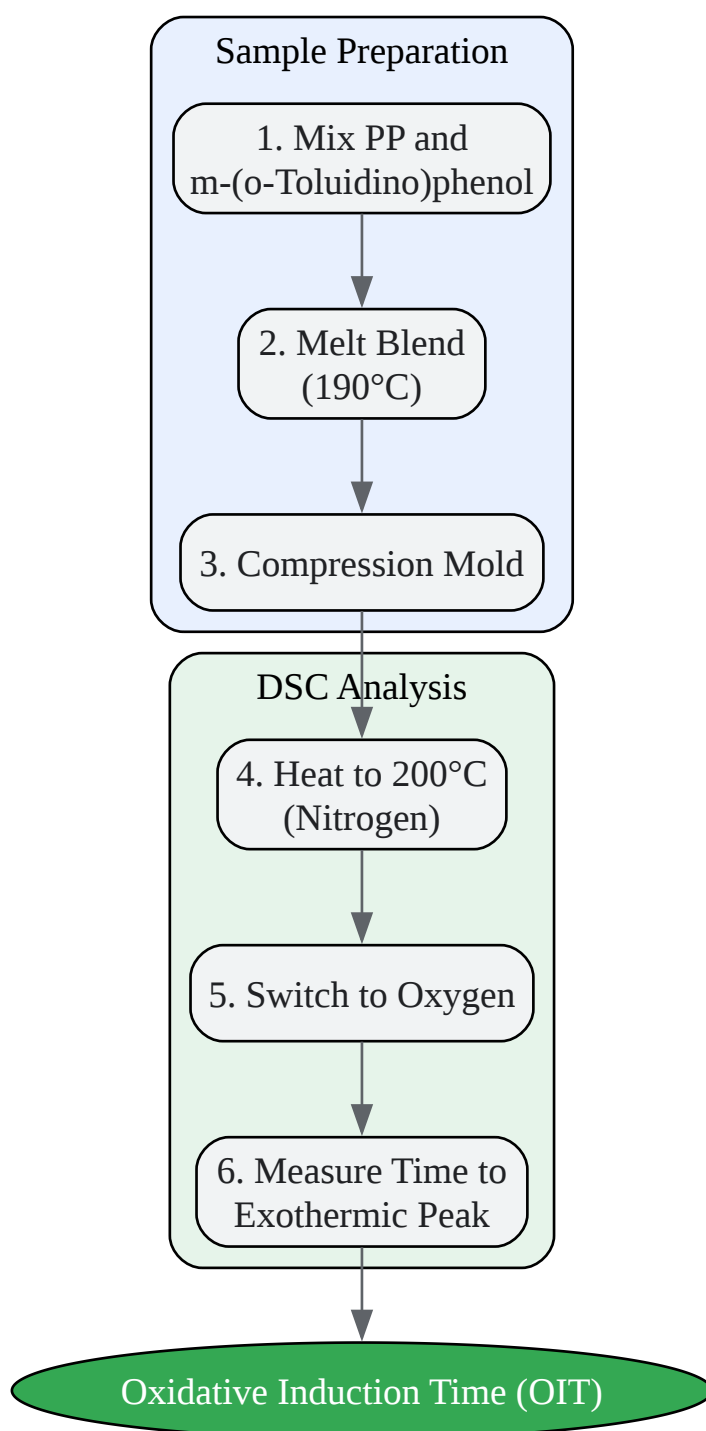 Sample Preparation
1. Mix PP and
m-(o-Toluidino)phenol
2. Melt Blend
(190°C)
3. Compression Mold
DSC Analysis
4. Heat to 200°C
(Nitrogen)
5. Switch to Oxygen
6. Measure Time to
Exothermic Peak
Oxidative Induction Time (OIT)